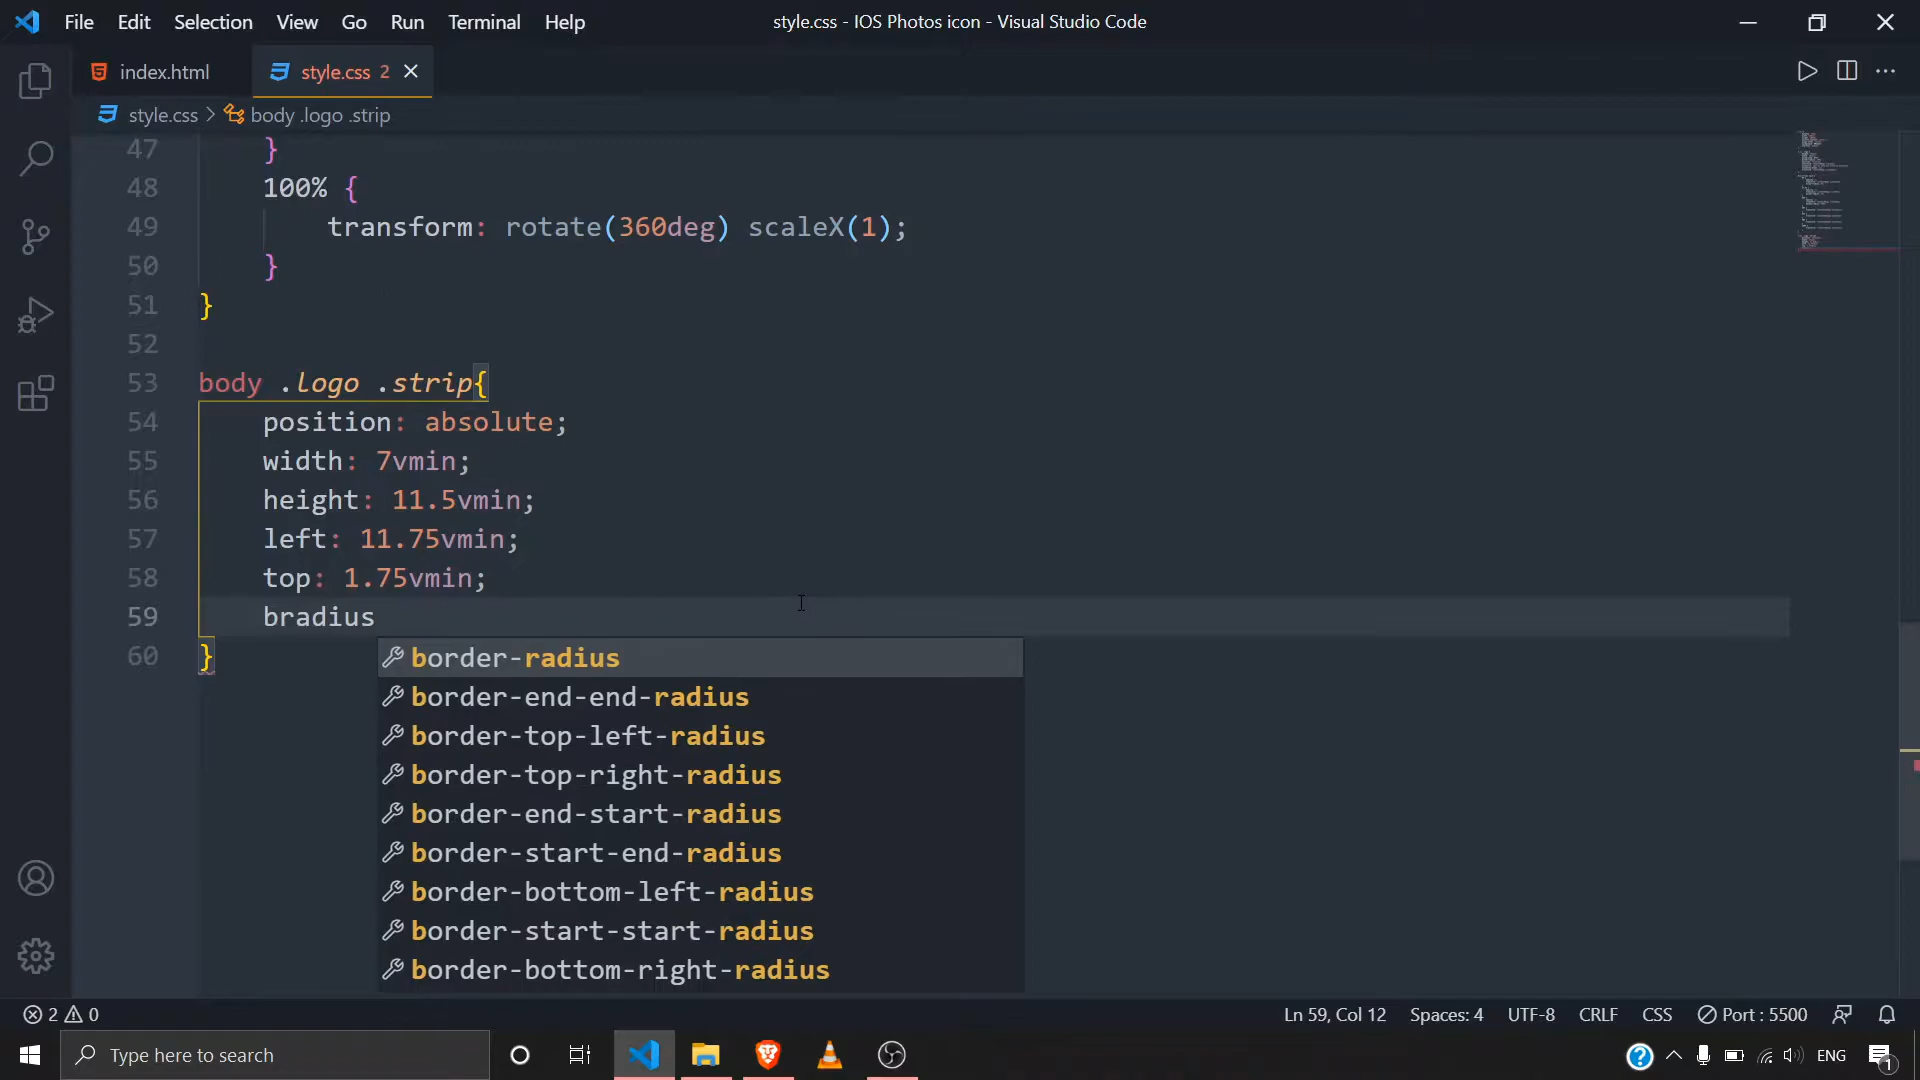 File Edit Selection View Go Run Terminal Help style.css - IOS Photos icon - Visual Studio Code
index.html style.css 2
style.css > body .logo .strip
47 }
48 100% {
49 transform: rotate(360deg) scaleX(1);
50 }
51 }
52
53 body .logo .strip{
54 position: absolute;
55 width: 7vmin;
56 height: 11.5vmin;
57 left: 11.75vmin;
58 top: 1.75vmin;
59 bradius
60 }
border-radius
border-end-end-radius
border-top-left-radius
border-top-right-radius
border-end-start-radius
border-start-end-radius
border-bottom-left-radius
border-start-start-radius
border-bottom-right-radius
2 0 Ln 59, Col 12 Spaces: 4 UTF-8 CRLF CSS Port : 5500
Type here to search ENG 1